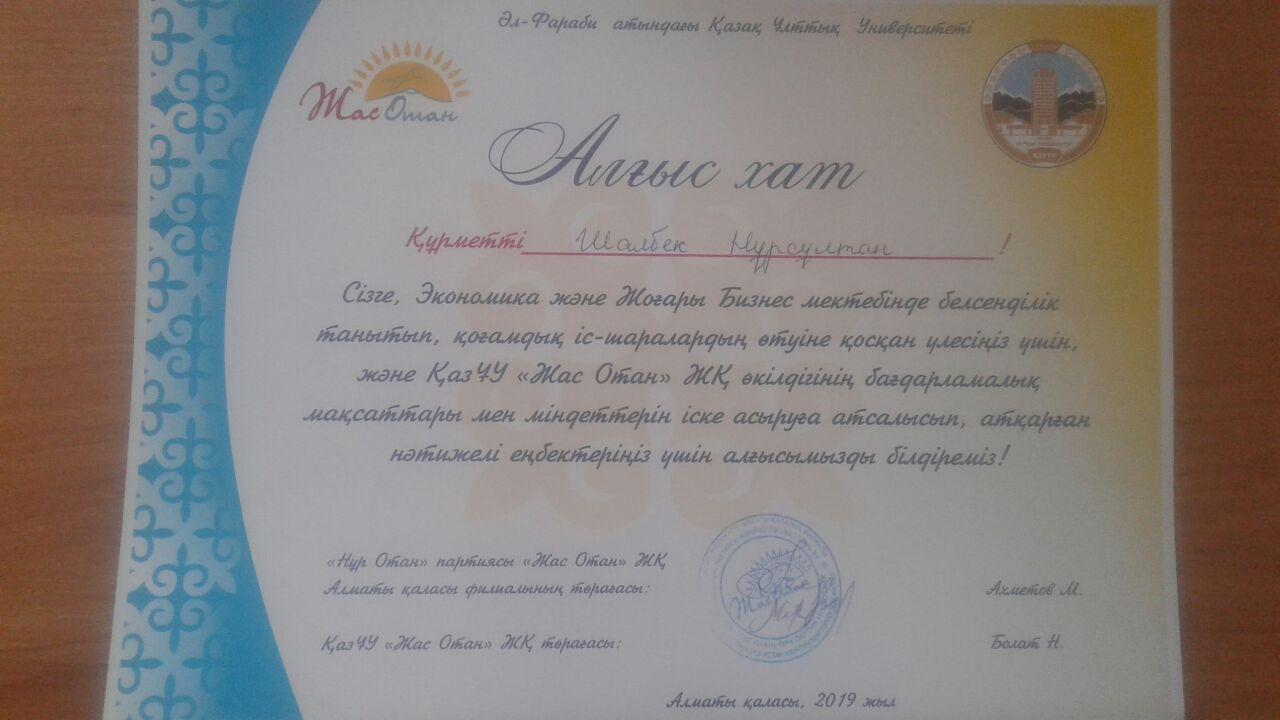 Әл-Фараби атындағы Қазақ Ұлттық Университеті
Жас Отан
Алғыс хат
Құрметті Шалбек Нұрсұлтан !
Сізге, Экономика және Жоғары Бизнес мектебінде белсенділік
танытып, қоғамдық іс-шаралардың өтуіне қосқан үлесіңіз үшін,
және ҚазҰУ «Жас Отан» ЖҚ өкілдігінің бағдарламалық
мақсаттары мен міндеттерін іске асыруға атсалысып, атқарған
нәтижелі еңбектеріңіз үшін алғысымызды білдіреміз!
«Нұр Отан» партиясы «Жас Отан» ЖҚ
Алматы қаласы филиалының төрағасы:
Ахметов М.
Жас Отан
ҚазҰУ «Жас Отан» ЖҚ төрағасы:
Болат Н.
Алматы қаласы, 2019 жыл